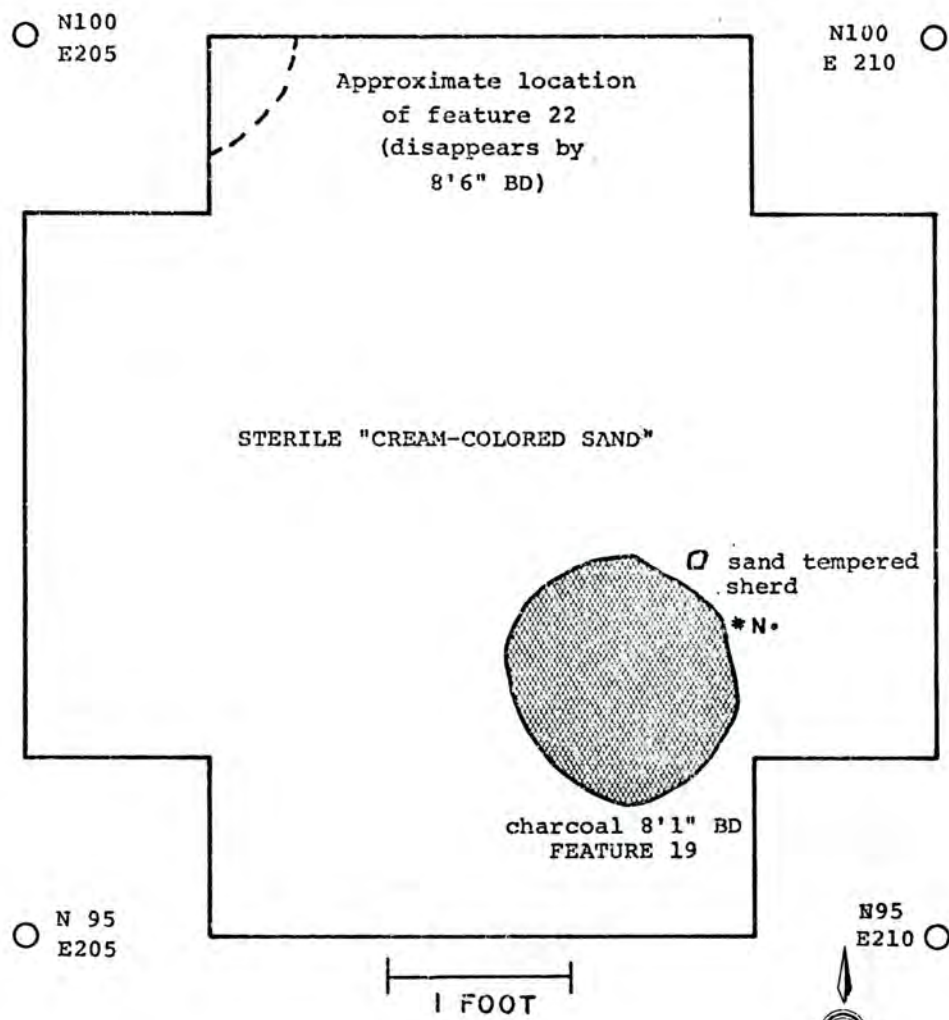 N100
E205
N100
E 210
Approximate location
of feature 22
(disappears by
8'6" BD)
STERILE "CREAM-COLORED SAND"
sand tempered
sherd
*N.
charcoal 8'1" BD
FEATURE 19
N 95
E205
N95
E210
1 FOOT